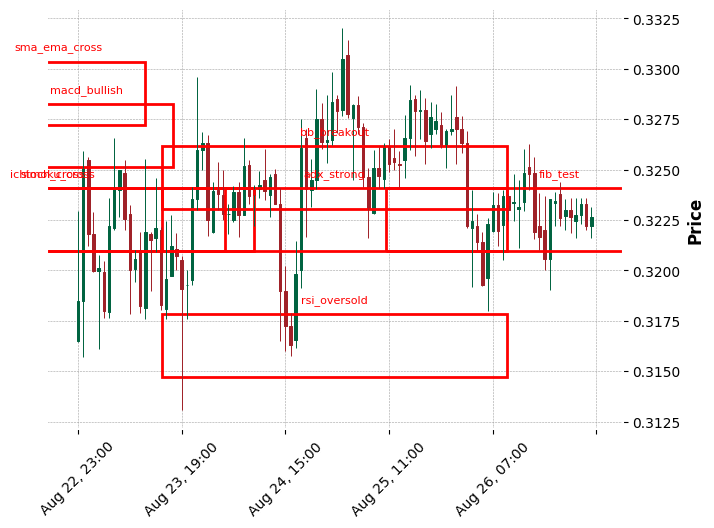 sma_ema_cross
macd_bullish
bb_breakout
adx_strong
fib_test
rsi_oversold
0.3325
0.3300
0.3275
0.3250
0.3225
0.3200
0.3175
0.3150
0.3125
Price
Aug 22, 23:00
Aug 23, 19:00
Aug 24, 15:00
Aug 25, 11:00
Aug 26, 07:00